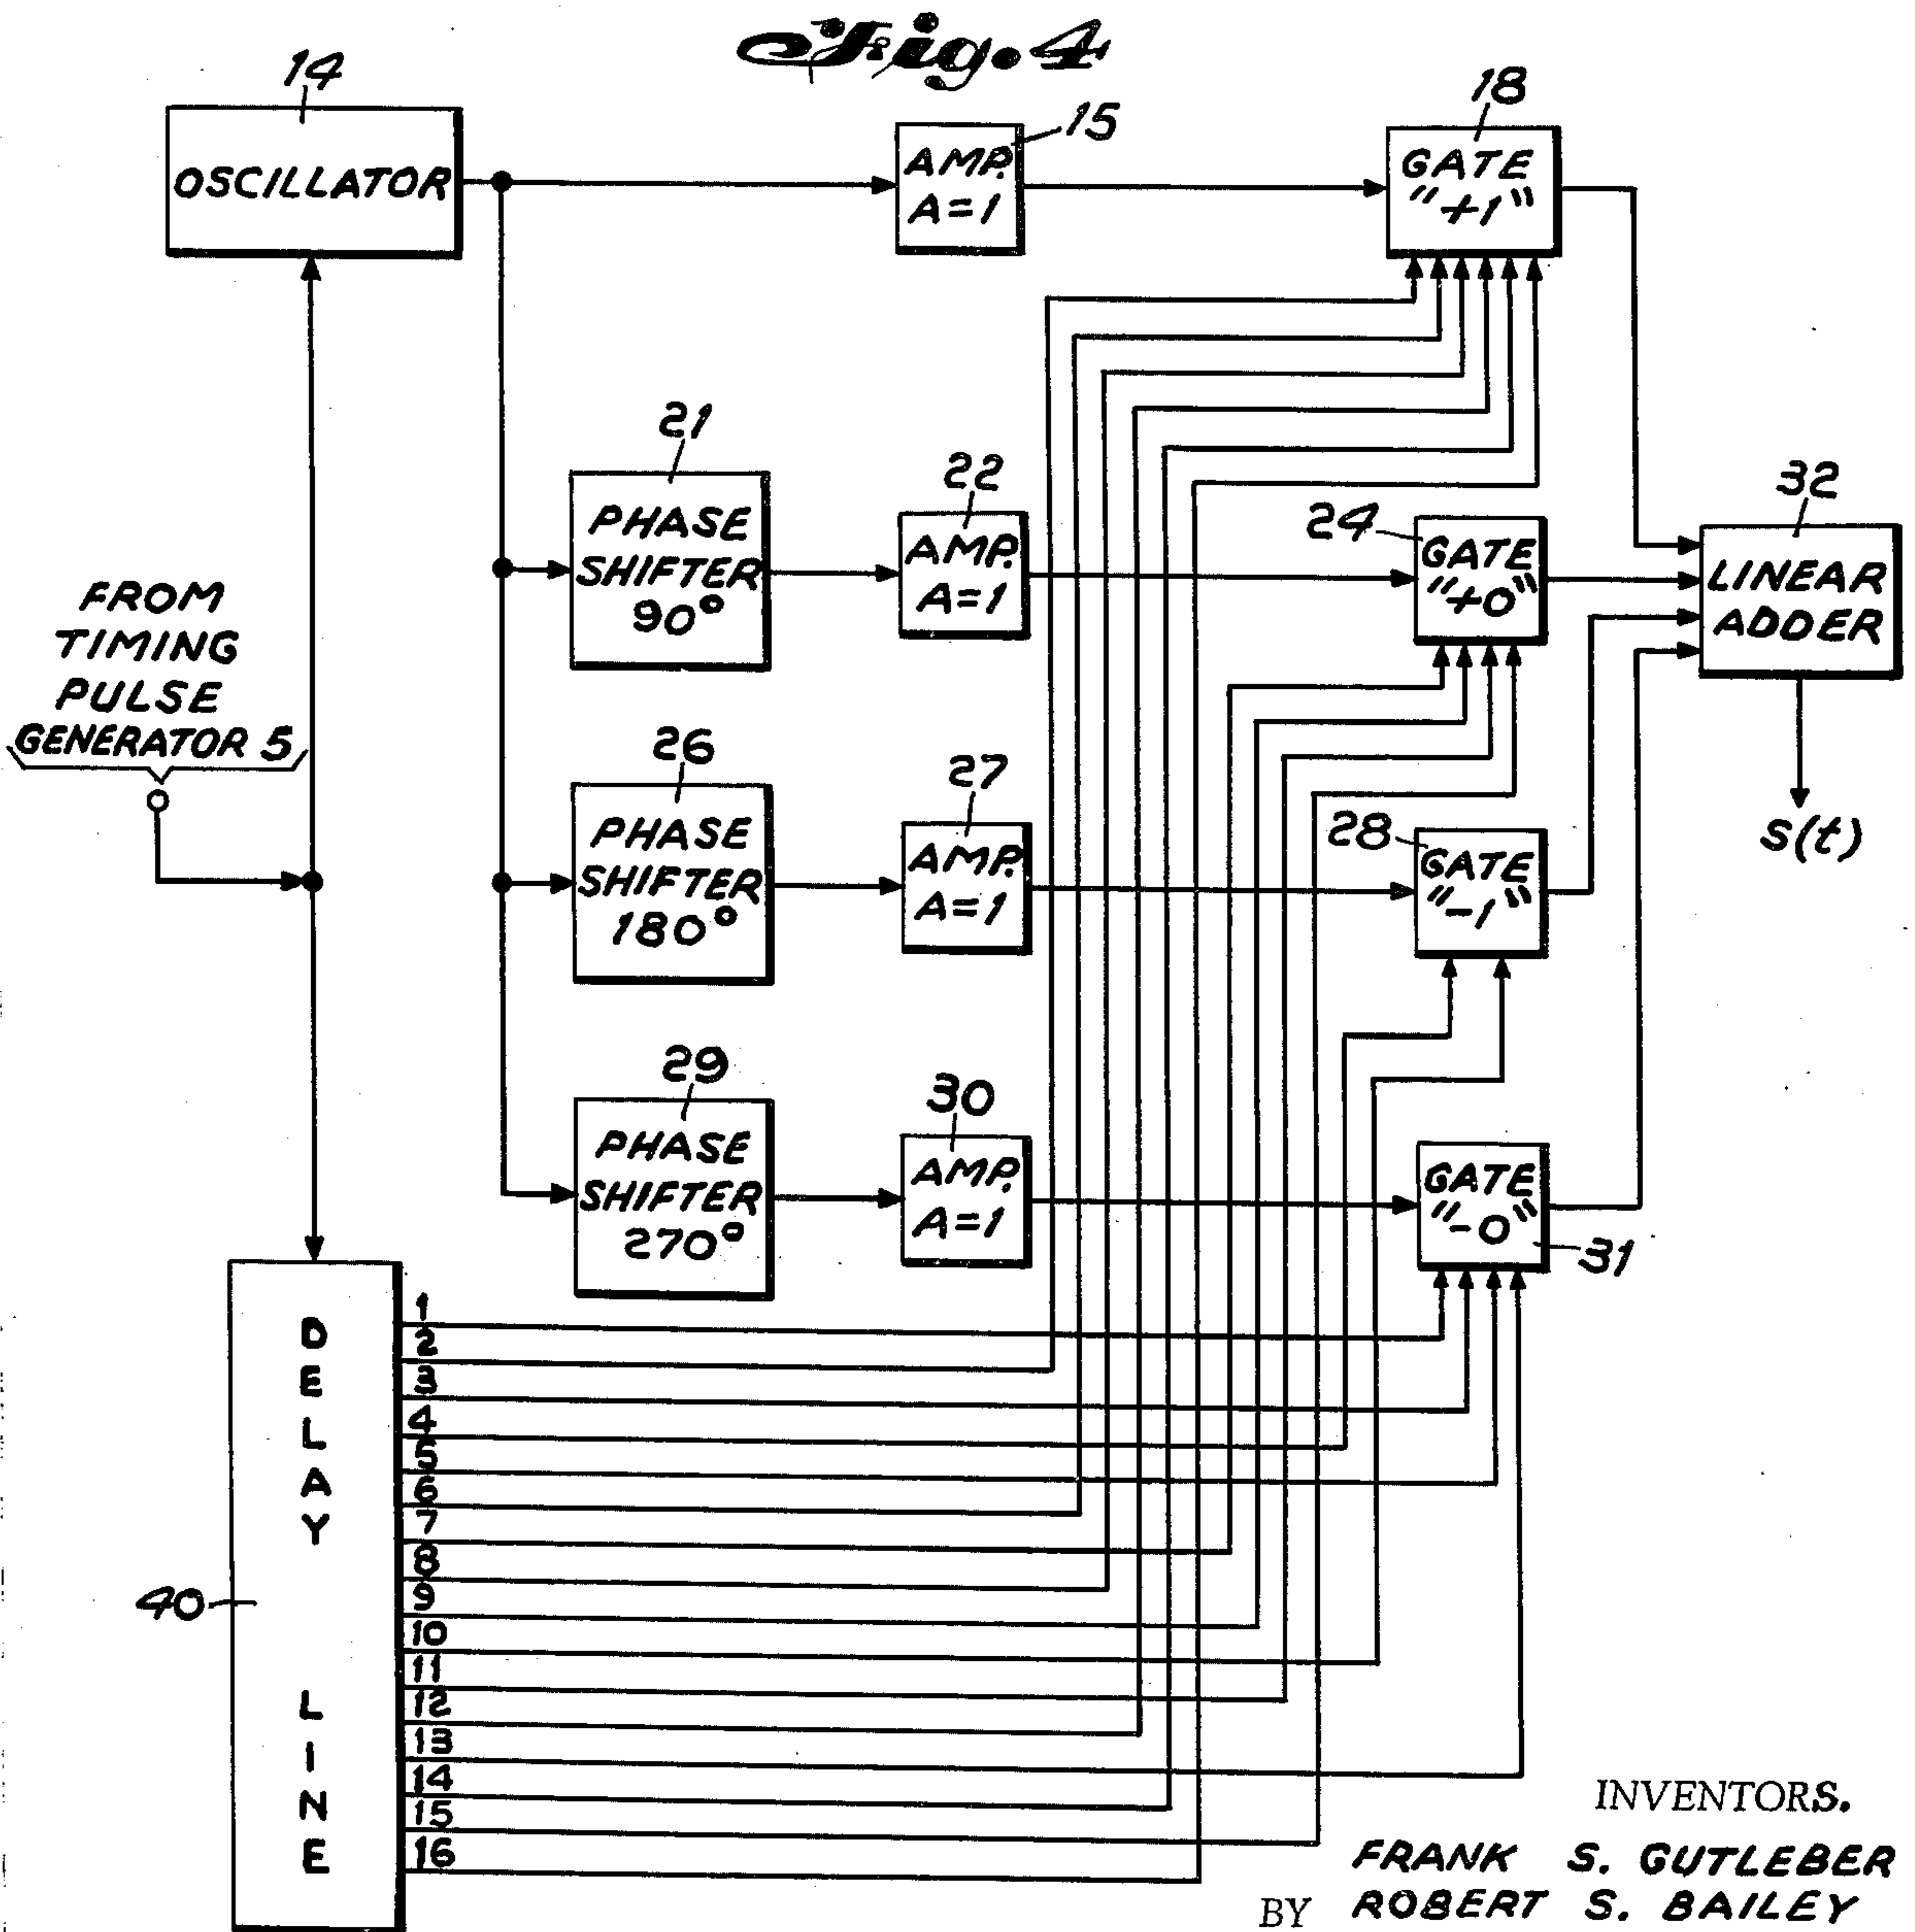 Fig. 4
14
OSCILLATOR
15
AMP.
A=1
18
GATE
"+1"
21
PHASE
SHIFTER
90°
22
AMP.
A=1
24
GATE
"+0"
32
LINEAR
ADDER
S(t)
FROM
TIMING
PULSE
GENERATOR 5
26
PHASE
SHIFTER
180°
27
AMP.
A=1
28
GATE
"-1"
29
PHASE
SHIFTER
270°
30
AMP.
A=1
GATE
"-0"
31
DELAY
LINE
40
1
2
3
4
5
6
7
8
9
10
11
12
13
14
15
16
INVENTORS.
FRANK S. GUTLEBER
BY ROBERT S. BAILEY